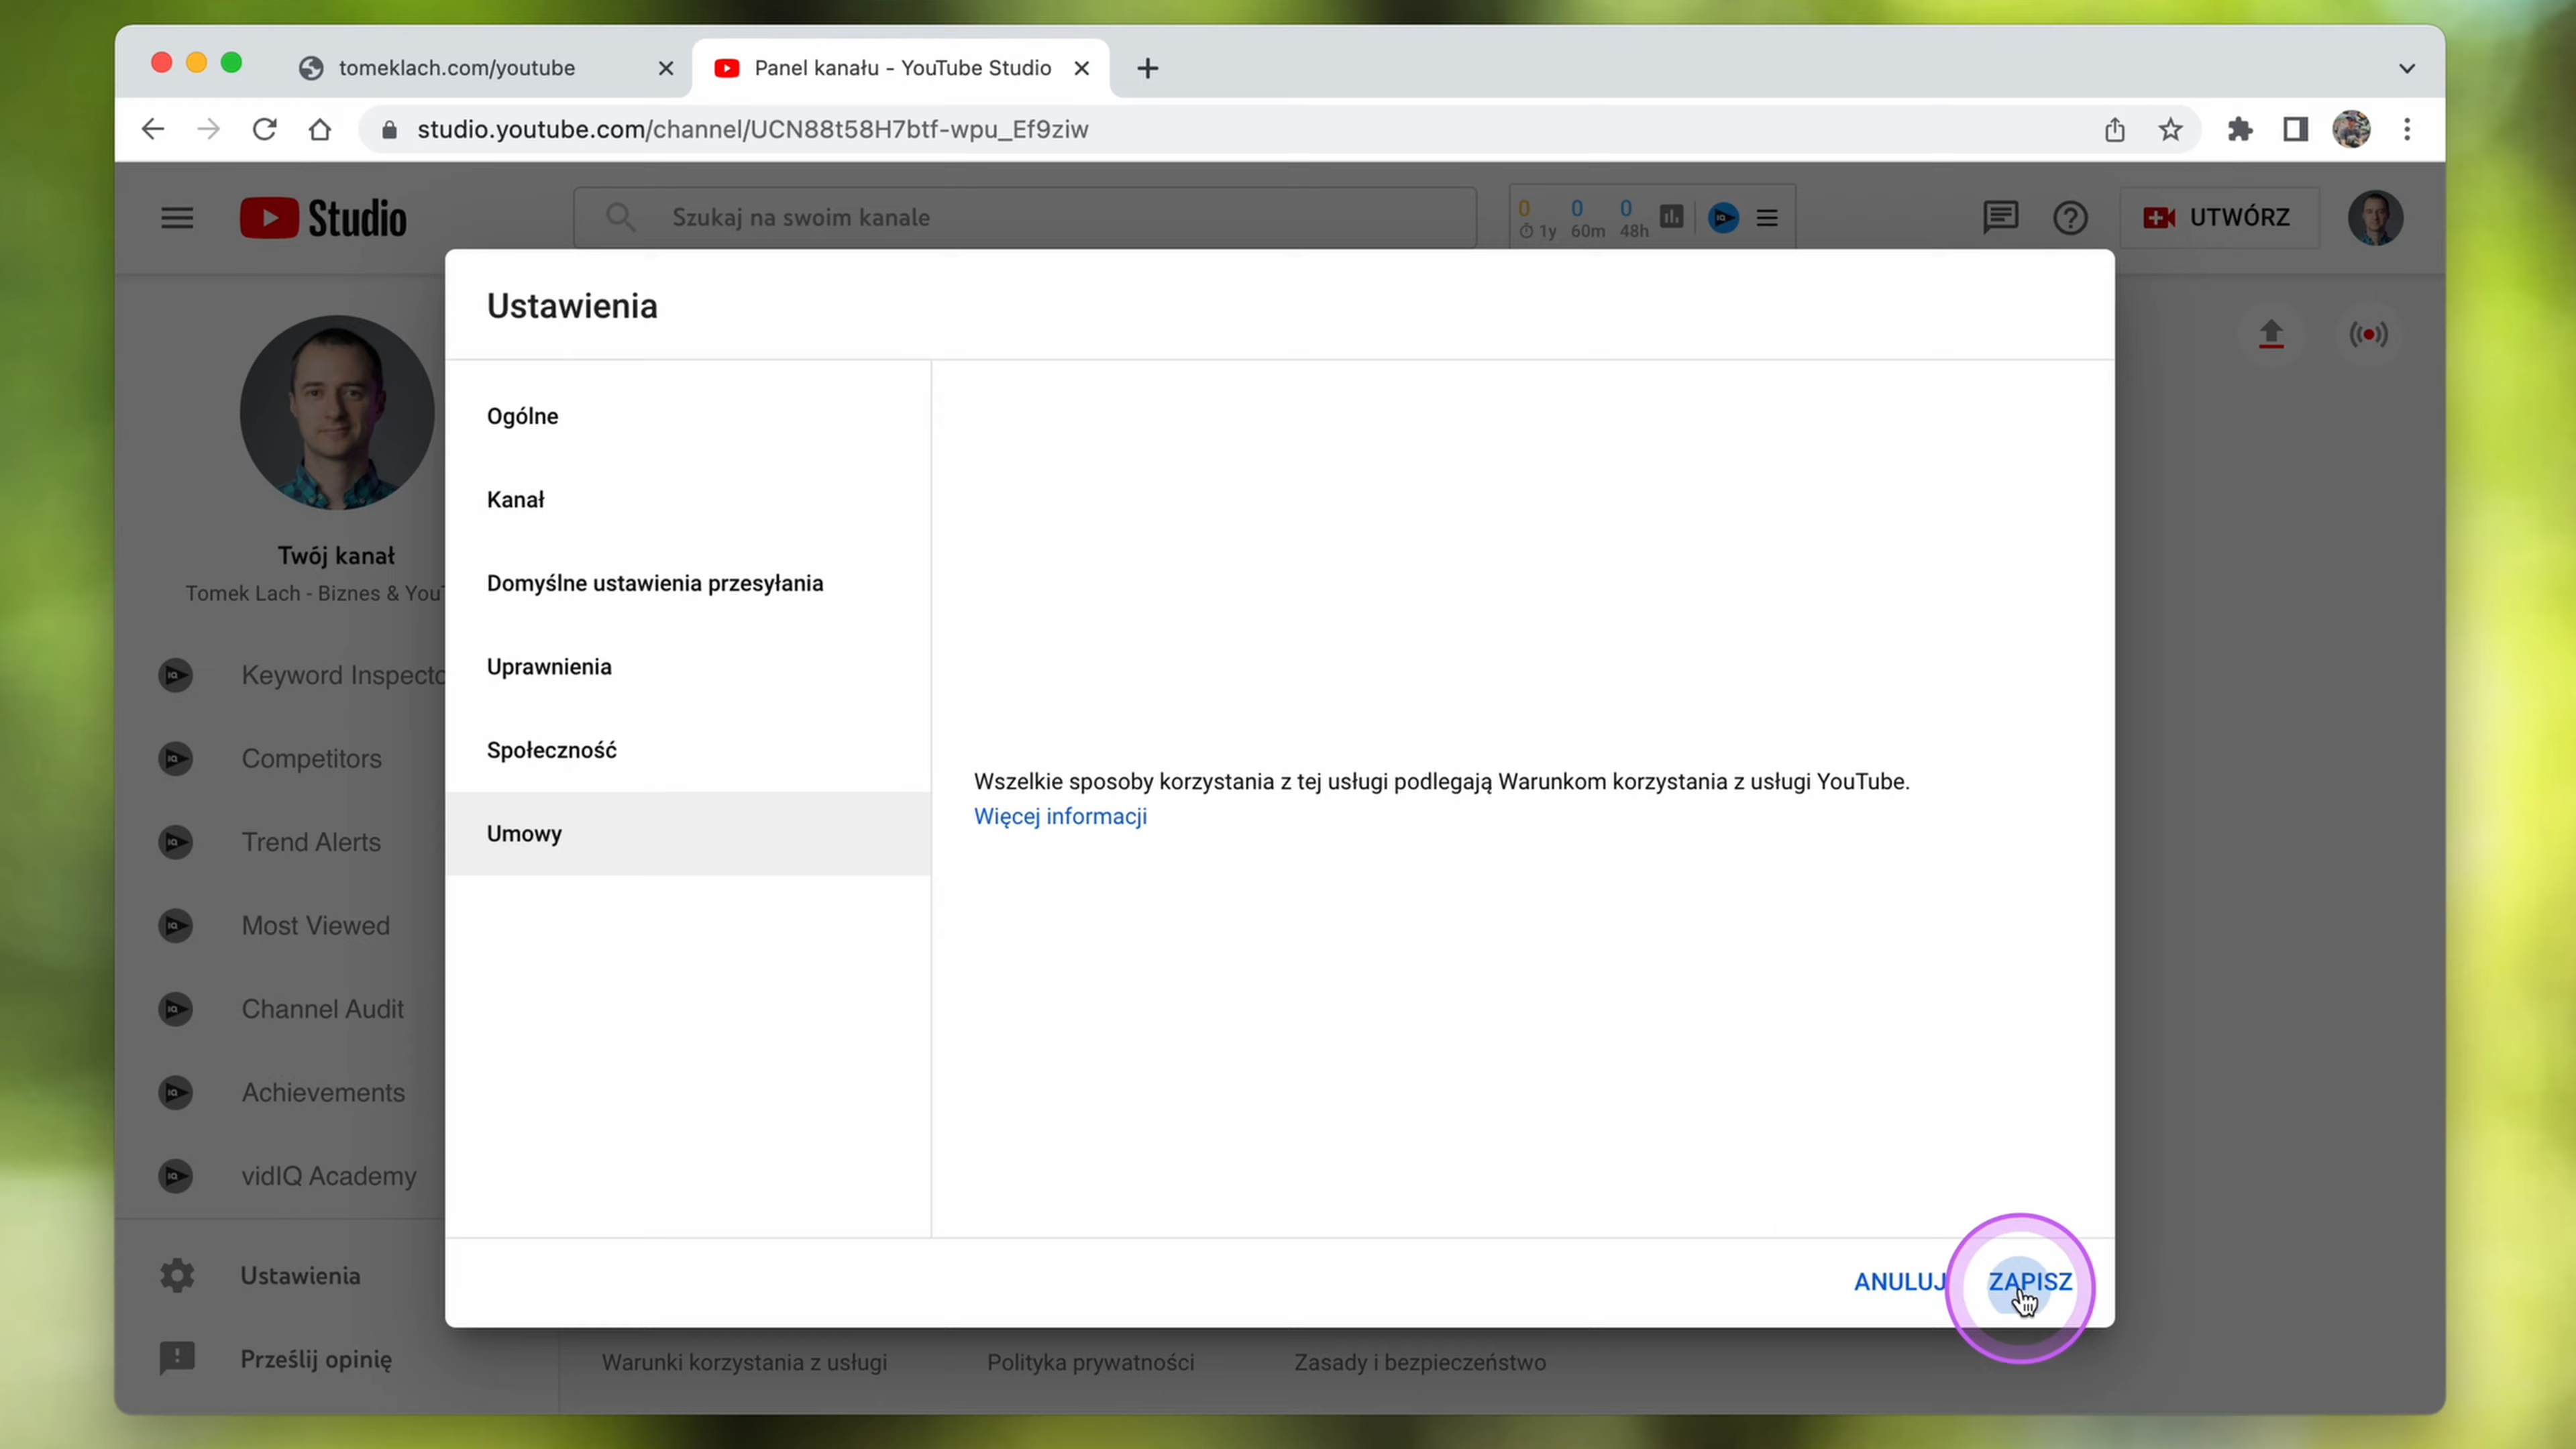 tomeklach.com/youtube
Panel kanału - YouTube Studio
studio.youtube.com/channel/UCN88t58H7btf-wpu_Ef9ziw
Studio
Szukaj na swoim kanale
0 0 0
1y 60m 48h
UTWÓRZ
Ustawienia
Ogólne
Kanał
Domyślne ustawienia przesyłania
Uprawnienia
Społeczność
Umowy
Wszelkie sposoby korzystania z tej usługi podlegają Warunkom korzystania z usługi YouTube.
Więcej informacji
ANULUJ
ZAPISZ
Twój kanał
Tomek Lach - Biznes & You
Keyword Inspecto
Competitors
Trend Alerts
Most Viewed
Channel Audit
Achievements
vidIQ Academy
Ustawienia
Prześlij opinię
Warunki korzystania z usługi
Polityka prywatności
Zasady i bezpieczeństwo